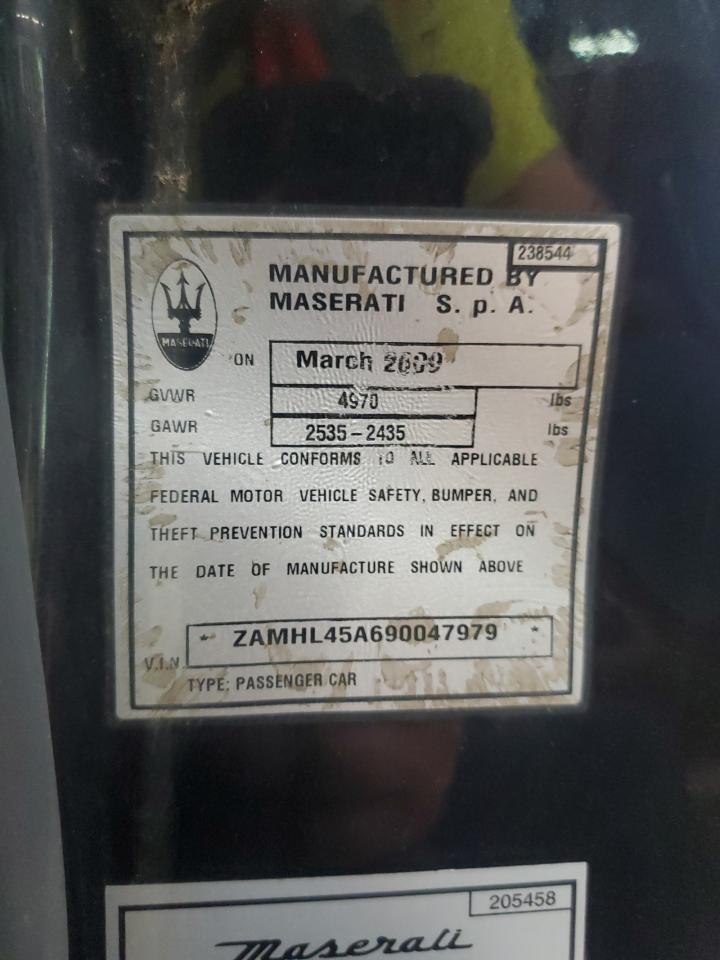 238544
MANUFACTURED BY
MASERATI S. p. A.
MASERATI
ON March 2009
GVWR 4970 lbs
GAWR 2535-2435 lbs
THIS VEHICLE CONFORMS TO ALL APPLICABLE
FEDERAL MOTOR VEHICLE SAFETY, BUMPER, AND
THEFT PREVENTION STANDARDS IN EFFECT ON
THE DATE OF MANUFACTURE SHOWN ABOVE
V.I.N. * ZAMHL45A690047979 *
TYPE: PASSENGER CAR
205458
Maserati